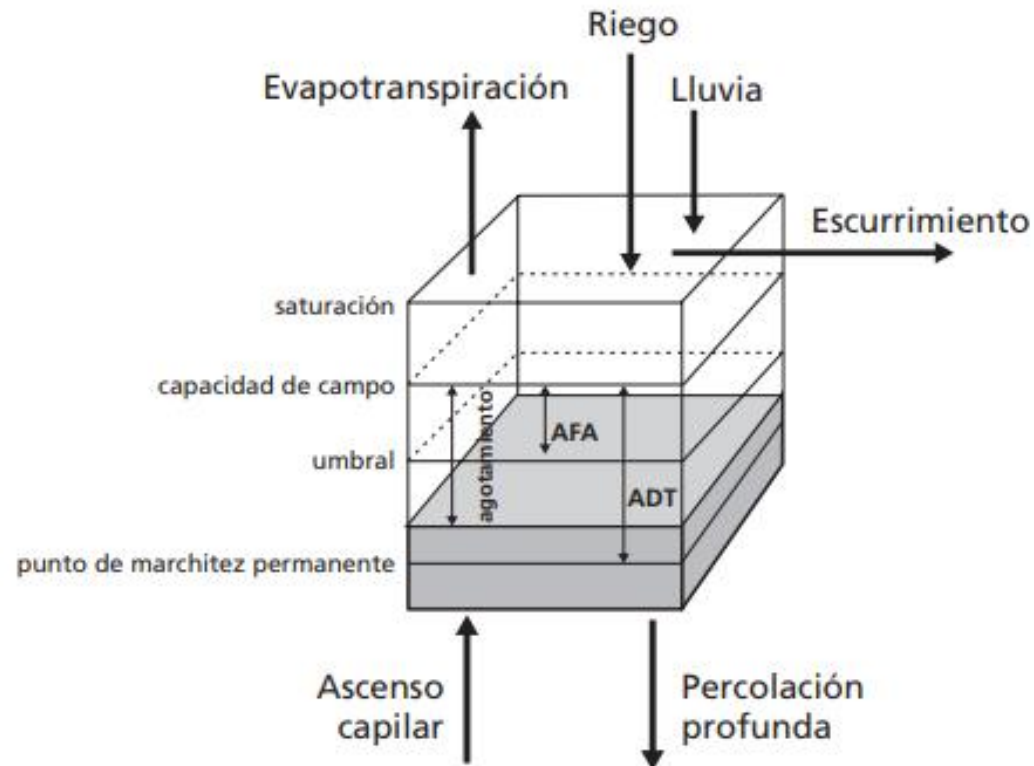 Riego
Evapotranspiración
Lluvia
Escurrimiento
saturación
capacidad de campo
agotamiento
AFA
umbral
ADT
punto de marchitez permanente
Ascenso
capilar
Percolación
profunda